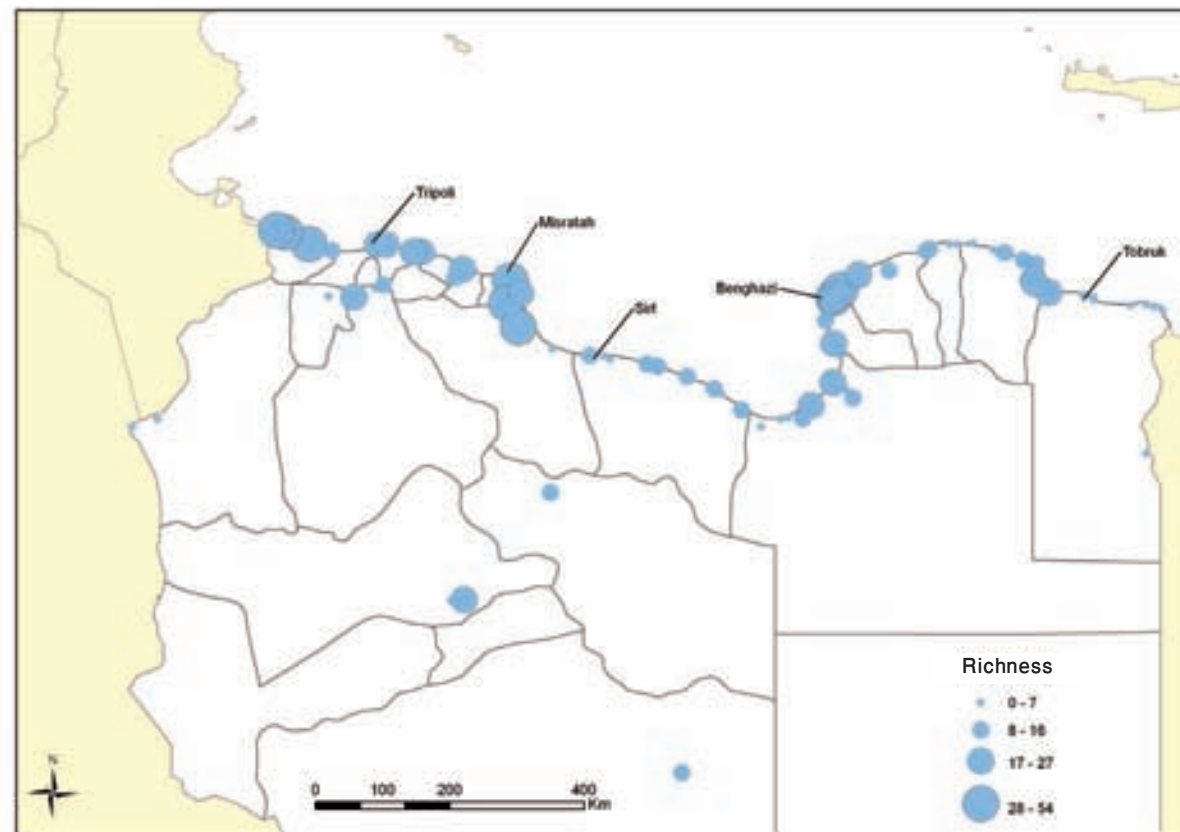 Tripoli
Misratah
Benghazi
Tobruk
Sirt
Richness
0 - 7
8 - 16
17 - 27
28 - 54
N
0 100 200 400
Km